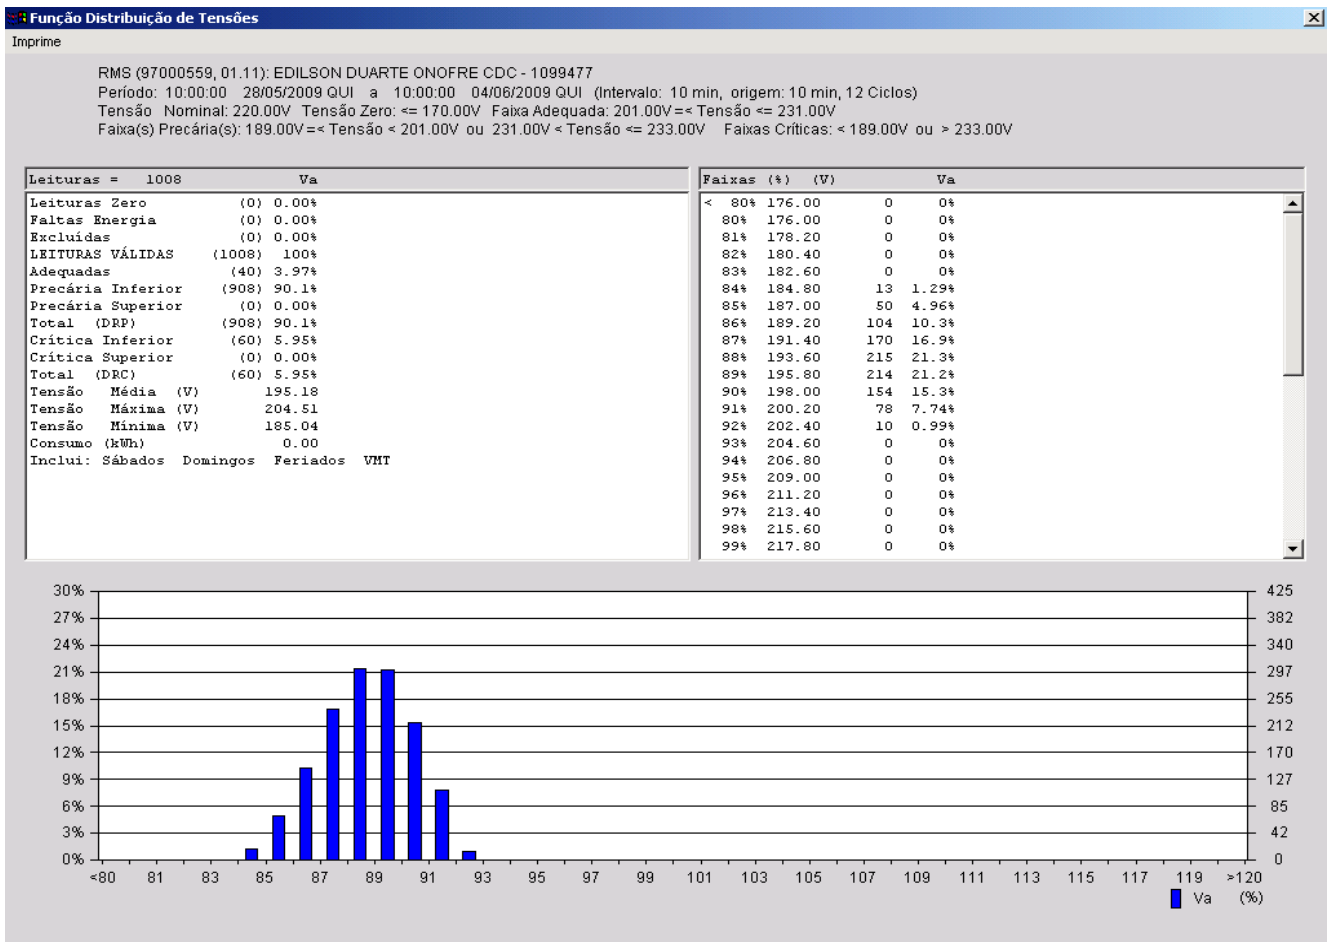 Função Distribuição de Tensões
Imprime
RMS (97000559, 01.11): EDILSON DUARTE ONOFRE CDC - 1099477
Período: 10:00:00 28/05/2009 QUI a 10:00:00 04/06/2009 QUI (Intervalo: 10 min, origem: 10 min, 12 Ciclos)
Tensão Nominal: 220.00V Tensão Zero: <= 170.00V Faixa Adequada: 201.00V =< Tensão <= 231.00V
Faixa(s) Precária(s): 189.00V =< Tensão < 201.00V ou 231.00V < Tensão <= 233.00V Faixas Críticas: < 189.00V ou > 233.00V
Leituras = 1008 Va
Leituras Zero (0) 0.00%
Faltas Energia (0) 0.00%
Excluídas (0) 0.00%
LEITURAS VÁLIDAS (1008) 100%
Adequadas (40) 3.97%
Precária Inferior (908) 90.1%
Precária Superior (0) 0.00%
Total (DRP) (908) 90.1%
Crítica Inferior (60) 5.95%
Crítica Superior (0) 0.00%
Total (DRC) (60) 5.95%
Tensão Média (V) 195.18
Tensão Máxima (V) 204.51
Tensão Mínima (V) 185.04
Consumo (kWh) 0.00
Inclui: Sábados Domingos Feriados VMT
Faixas (%) (V) Va
< 80% 176.00 0 0%
80% 176.00 0 0%
81% 178.20 0 0%
82% 180.40 0 0%
83% 182.60 0 0%
84% 184.80 13 1.29%
85% 187.00 50 4.96%
86% 189.20 104 10.3%
87% 191.40 170 16.9%
88% 193.60 215 21.3%
89% 195.80 214 21.2%
90% 198.00 154 15.3%
91% 200.20 78 7.74%
92% 202.40 10 0.99%
93% 204.60 0 0%
94% 206.80 0 0%
95% 209.00 0 0%
96% 211.20 0 0%
97% 213.40 0 0%
98% 215.60 0 0%
99% 217.80 0 0%
30% 425
27% 382
24% 340
21% 297
18% 255
15% 212
12% 170
9% 127
6% 85
3% 42
0% 0
<80 81 83 85 87 89 91 93 95 97 99 101 103 105 107 109 111 113 115 117 119 >120
Va (%)